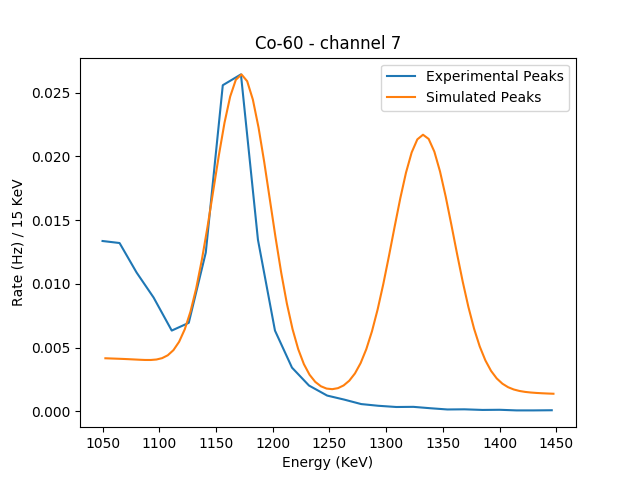 Co-60 - channel 7
Experimental Peaks
Simulated Peaks
Rate (Hz) / 15 KeV
0.025
0.020
0.015
0.010
0.005
0.000
1050 1100 1150 1200 1250 1300 1350 1400 1450
Energy (KeV)